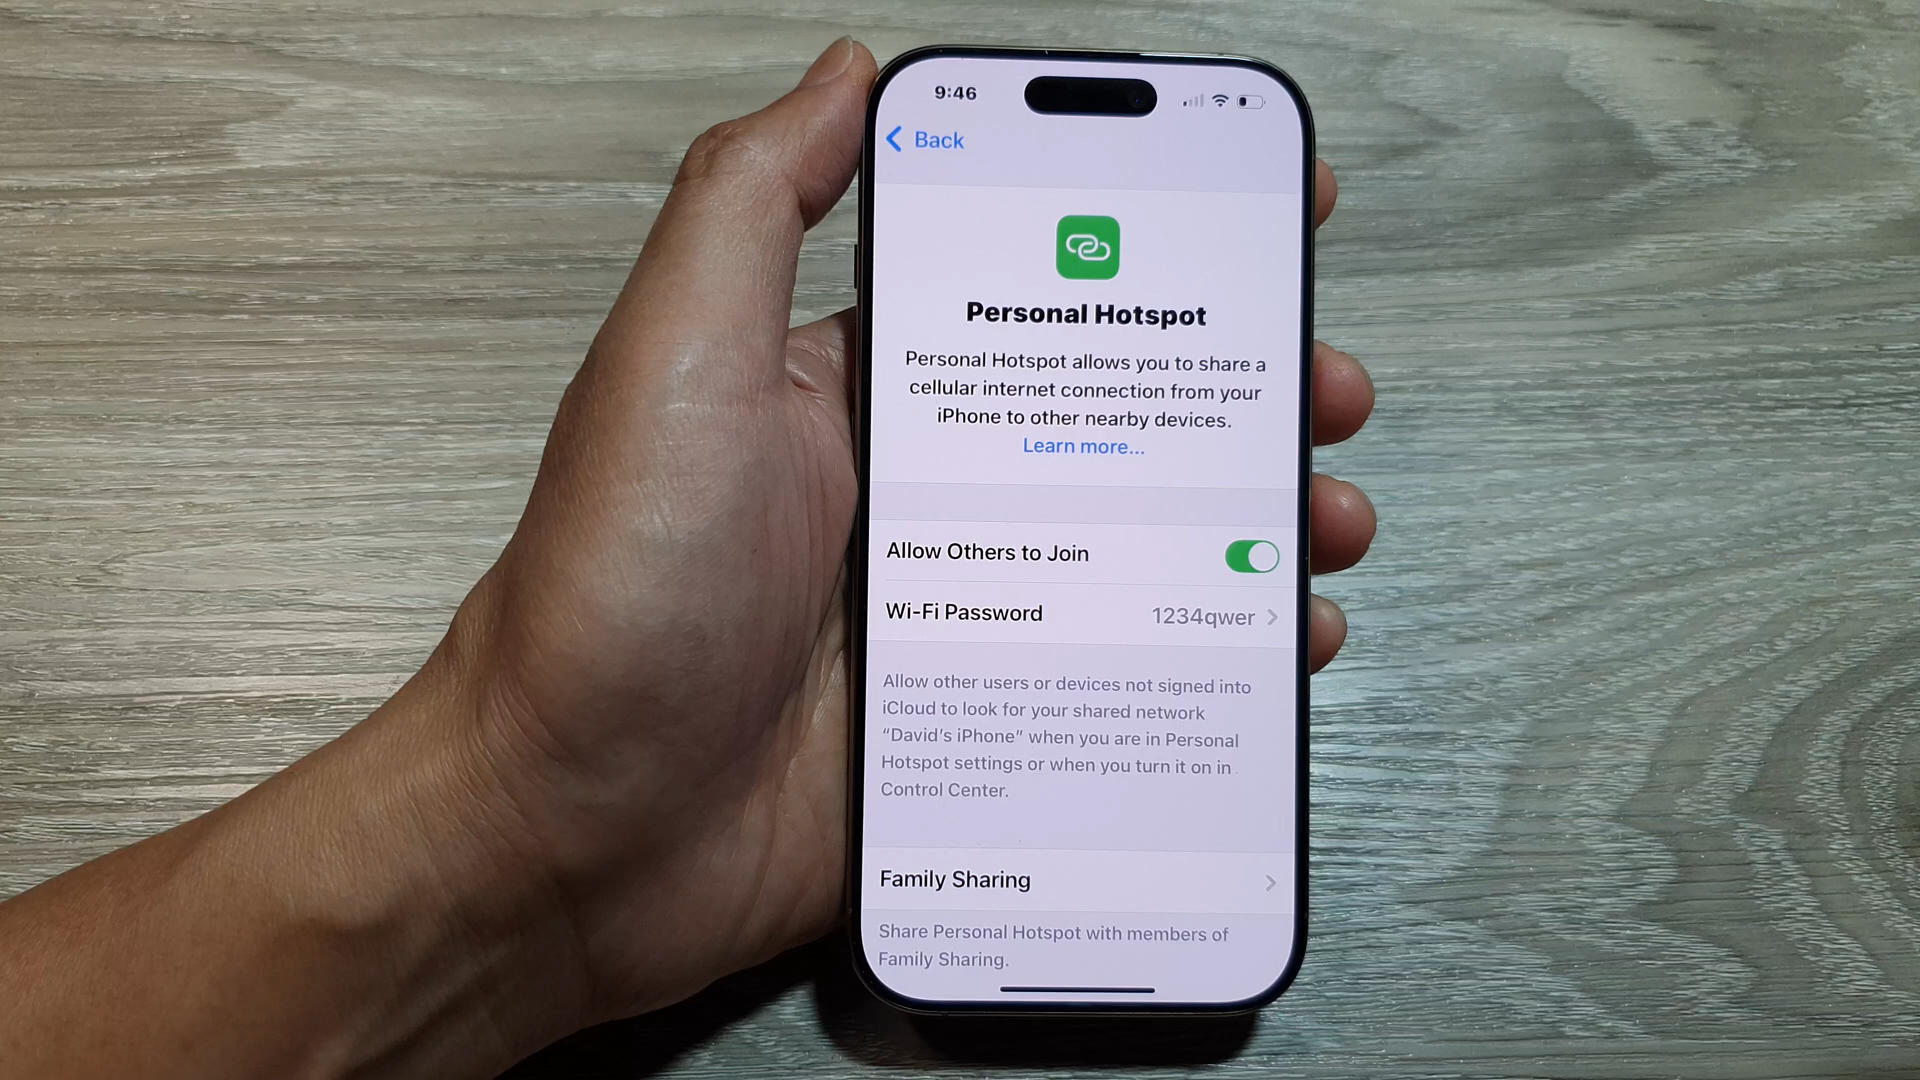 9:46
Back
Personal Hotspot
Personal Hotspot allows you to share a
cellular internet connection from your
iPhone to other nearby devices.
Learn more...
Allow Others to Join
Wi-Fi Password 1234qwer
Allow other users or devices not signed into
iCloud to look for your shared network
“David’s iPhone” when you are in Personal
Hotspot settings or when you turn it on in
Control Center.
Family Sharing
Share Personal Hotspot with members of
Family Sharing.